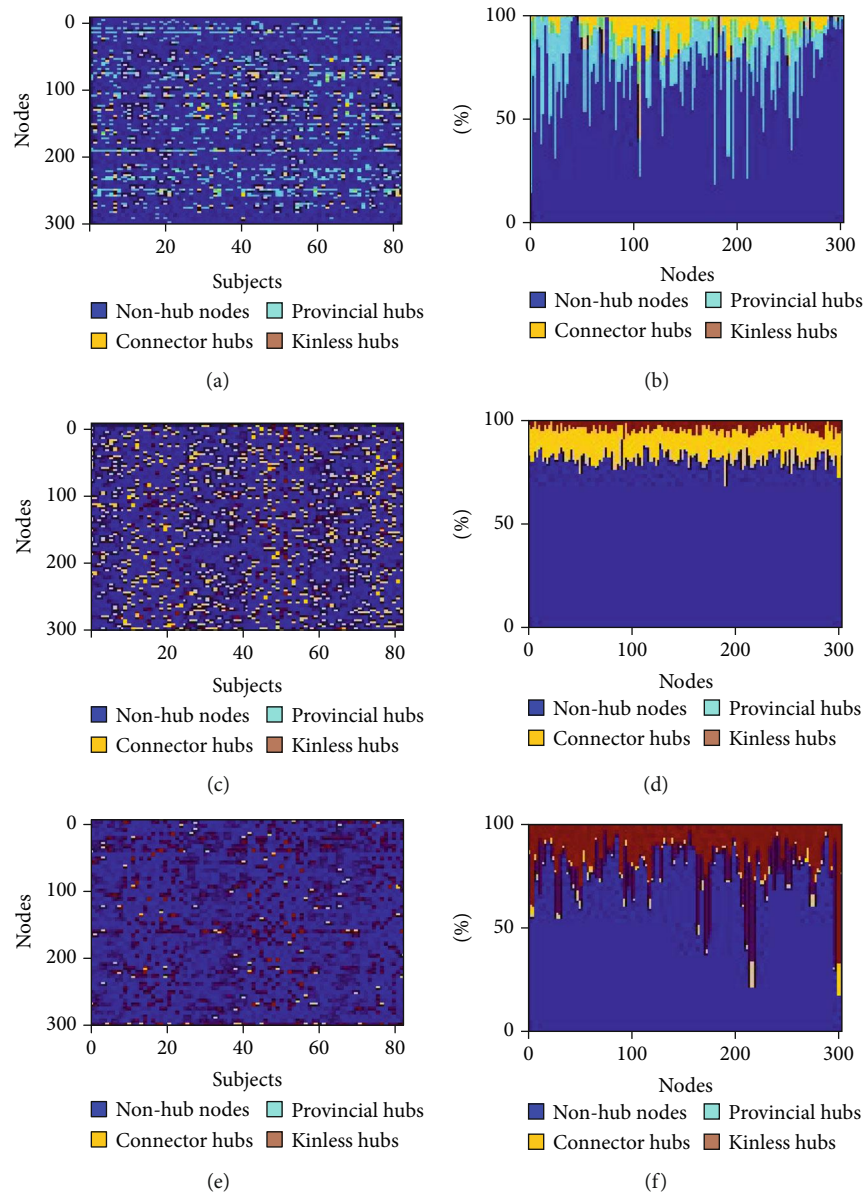 0
100
200
300
Nodes
20 40 60 80
Subjects
Non-hub nodes Provincial hubs
Connector hubs Kinless hubs
(a)
100
50
0
(%)
0 100 200 300
Nodes
Non-hub nodes Provincial hubs
Connector hubs Kinless hubs
(b)
0
100
200
300
Nodes
20 40 60 80
Subjects
Non-hub nodes Provincial hubs
Connector hubs Kinless hubs
(c)
100
50
0
(%)
0 100 200 300
Nodes
Non-hub nodes Provincial hubs
Connector hubs Kinless hubs
(d)
0
100
200
300
Nodes
0 20 40 60 80
Subjects
Non-hub nodes Provincial hubs
Connector hubs Kinless hubs
(e)
100
50
0
(%)
0 100 200 300
Nodes
Non-hub nodes Provincial hubs
Connector hubs Kinless hubs
(f)